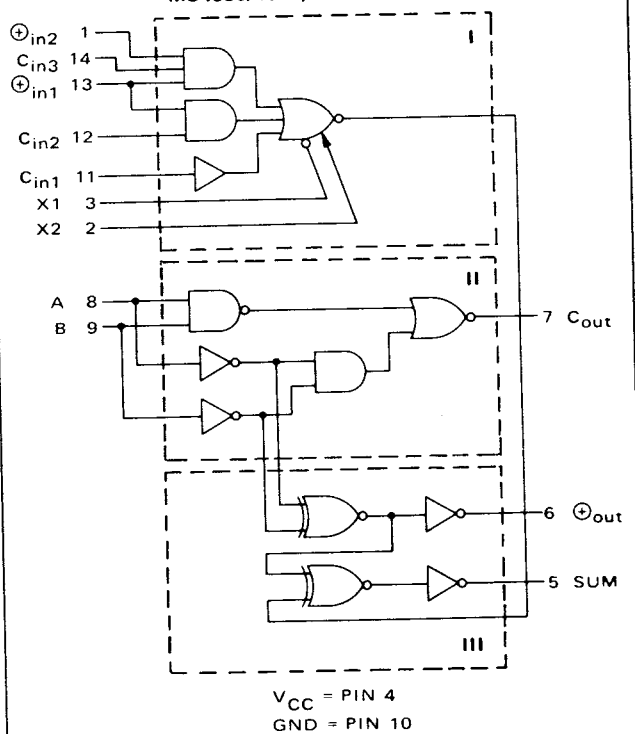 I
⊕in2 1
Cin3 14
⊕in1 13
Cin2 12
Cin1 11
X1 3
X2 2
II
A 8
B 9
7 Cout
6 ⊕out
5 SUM
III
VCC = PIN 4
GND = PIN 10